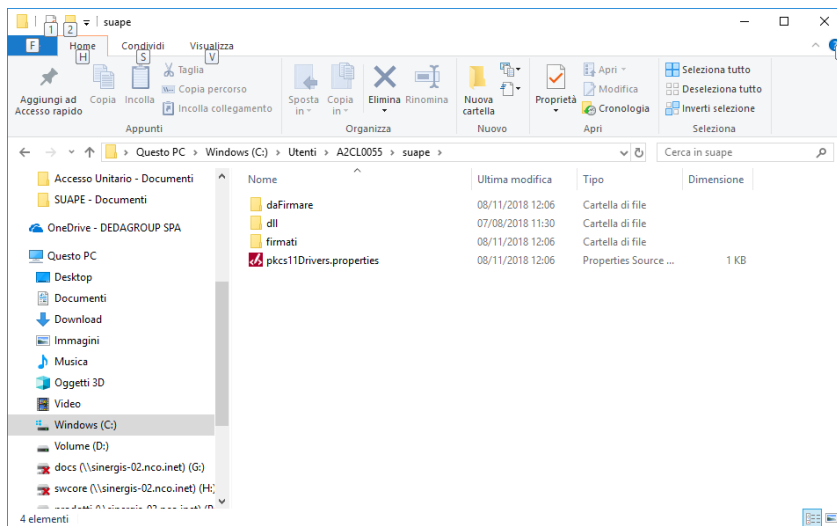 suape
1 2
F Home Condividi Visualizza
H S V
Aggiungi ad Accesso rapido
Copia Incolla
Taglia
Copia percorso
Incolla collegamento
Sposta in
Copia in
Elimina Rinomina
Nuova cartella
Proprietà
Apri
Modifica
Cronologia
Seleziona tutto
Deseleziona tutto
Inverti selezione
Appunti Organizza Nuovo Apri Seleziona
Questo PC > Windows (C:) > Utenti > A2CL0055 > suape >
Cerca in suape
Accesso Unitario - Documenti
SUAPE - Documenti
OneDrive - DEDAGROUP SPA
Questo PC
Desktop
Documenti
Download
Immagini
Musica
Oggetti 3D
Video
Windows (C:)
Volume (D:)
docs (\\sinergis-02.nco.inet) (G:)
swcore (\\sinergis-02.nco.inet) (H:)
Nome Ultima modifica Tipo Dimensione
daFirmare 08/11/2018 12:06 Cartella di file
dll 07/08/2018 11:30 Cartella di file
firmati 08/11/2018 12:06 Cartella di file
pkcs11Drivers.properties 08/11/2018 12:06 Properties Source ... 1 KB
4 elementi